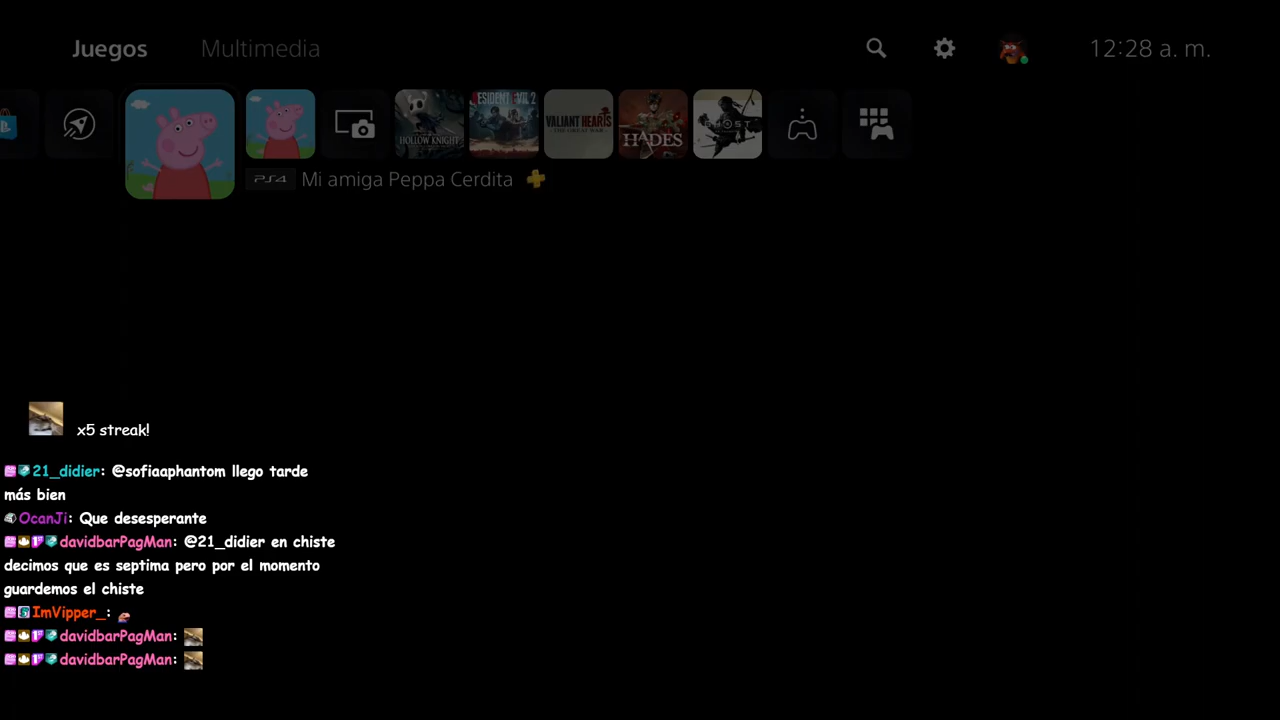 Juegos Multimedia 12:28 a. m.
HOLLOW KNIGHT
RESIDENT EVIL 2
VALIANT HEARTS
THE GREAT WAR
HADES
GHOST
PS4 Mi amiga Peppa Cerdita
x5 streak!
21_didier: @sofiaaphantom llego tarde
más bien
OcanJi: Que desesperante
davidbarPagMan: @21_didier en chiste
decimos que es septima pero por el momento
guardemos el chiste
ImVipper_:
davidbarPagMan:
davidbarPagMan: